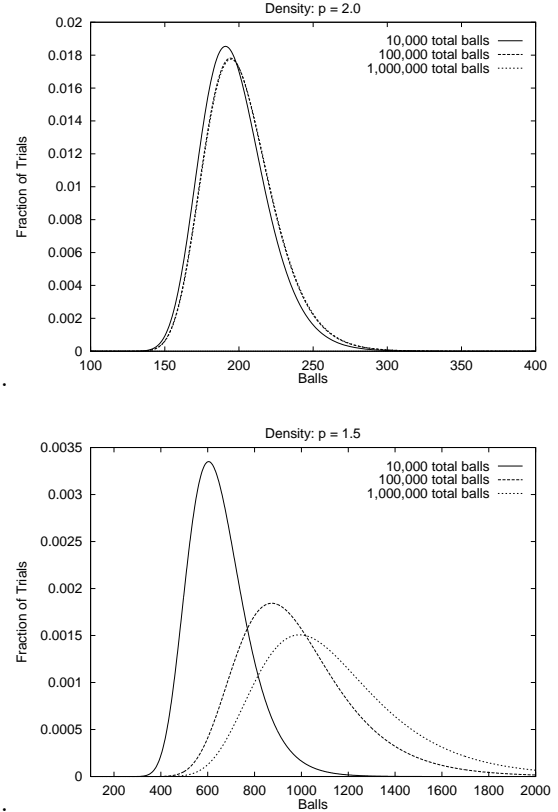 Density: p = 2.0
0.02
0.018
0.016
0.014
0.012
0.01
0.008
0.006
0.004
0.002
0
Fraction of Trials
10,000 total balls
100,000 total balls
1,000,000 total balls
100 150 200 250 300 350 400
Balls
.
Density: p = 1.5
0.0035
0.003
0.0025
0.002
0.0015
0.001
0.0005
0
Fraction of Trials
10,000 total balls
100,000 total balls
1,000,000 total balls
200 400 600 800 1000 1200 1400 1600 1800 2000
Balls
.